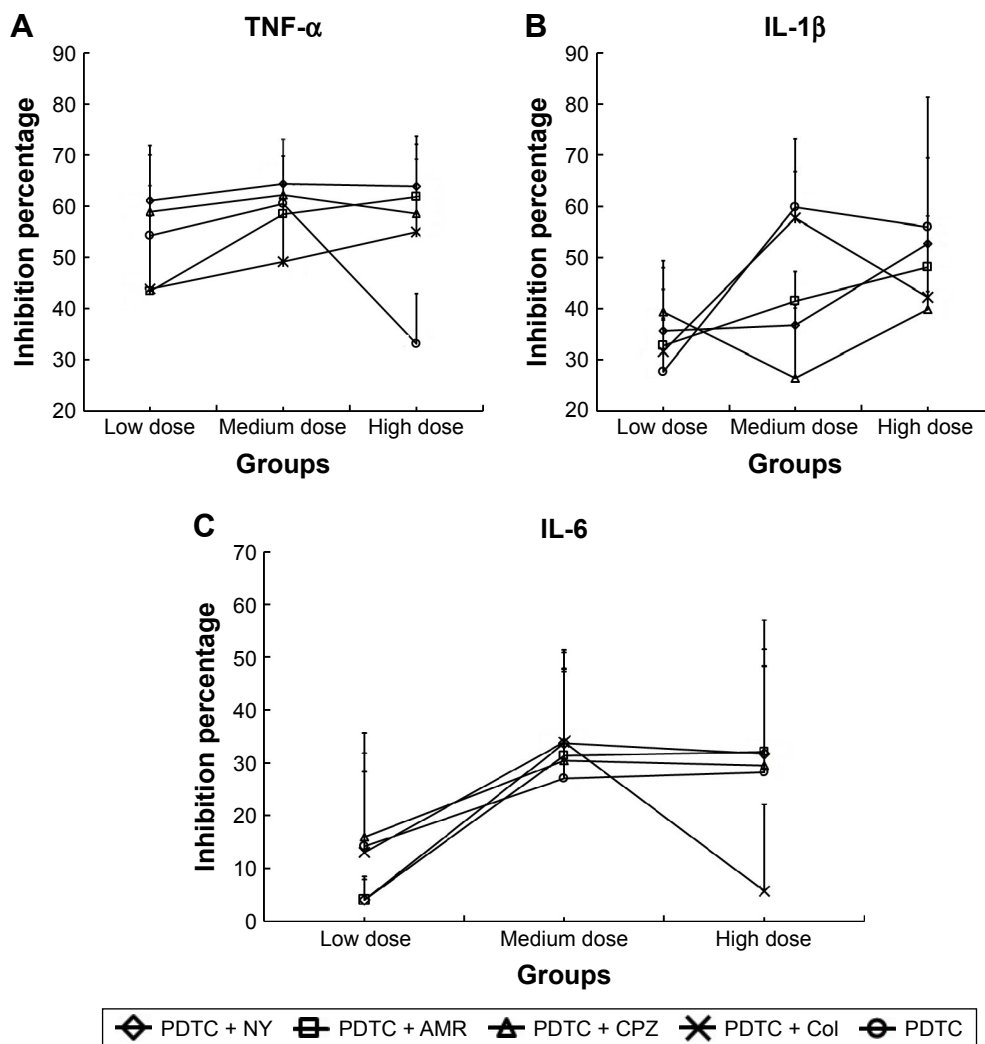 A
TNF-α
Inhibition percentage
90
80
70
60
50
40
30
20
Low dose Medium dose High dose
Groups
B
IL-1β
Inhibition percentage
90
80
70
60
50
40
30
20
Low dose Medium dose High dose
Groups
C
IL-6
Inhibition percentage
70
60
50
40
30
20
10
0
Low dose Medium dose High dose
Groups
PDTC + NY PDTC + AMR PDTC + CPZ PDTC + Col PDTC